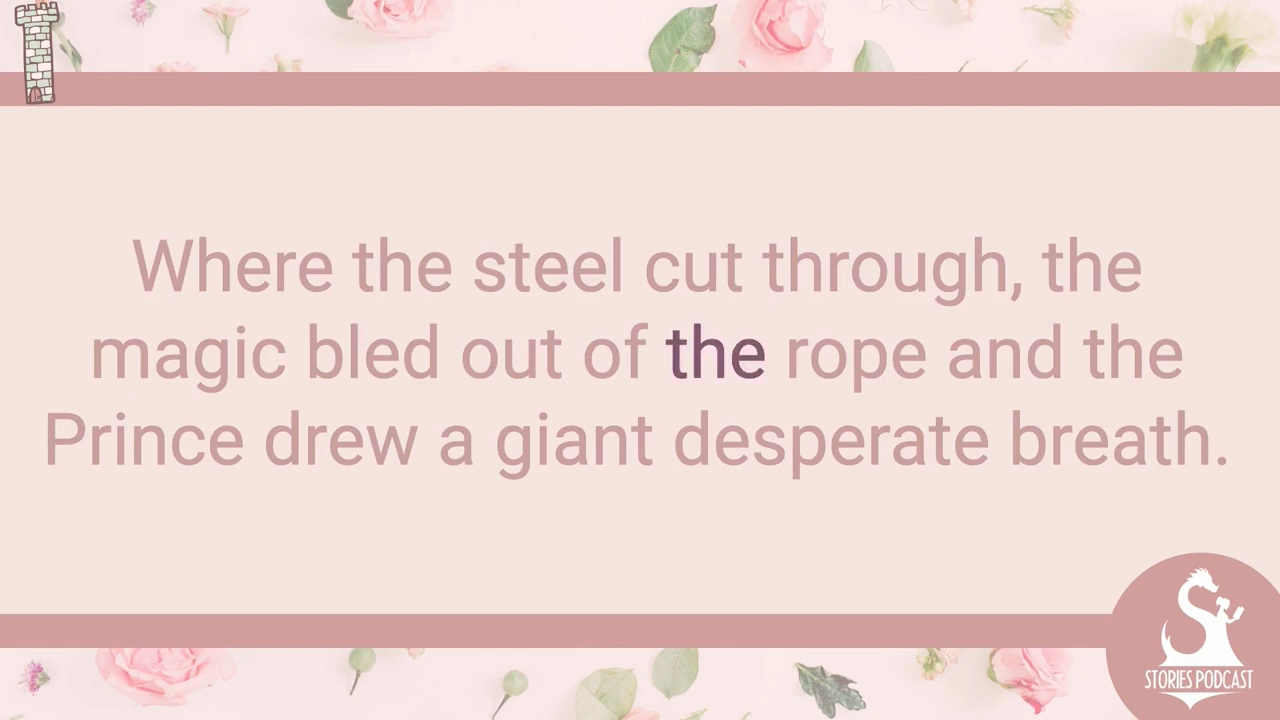 Where the steel cut through, the
magic bled out of the rope and the
Prince drew a giant desperate breath.
STORIES PODCAST